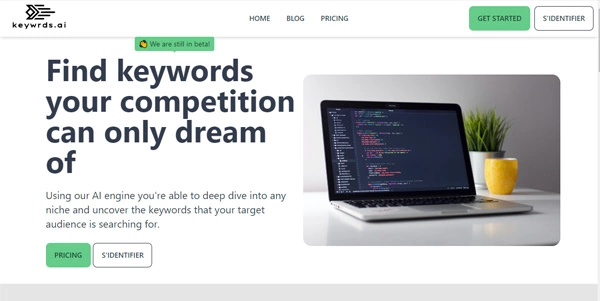 keywrds.ai
HOME
BLOG
PRICING
GET STARTED
S'IDENTIFIER
We are still in beta!
Find keywords
your competition
can only dream
of
Using our AI engine you're able to deep dive into any
niche and uncover the keywords that your target
audience is searching for.
PRICING
S'IDENTIFIER